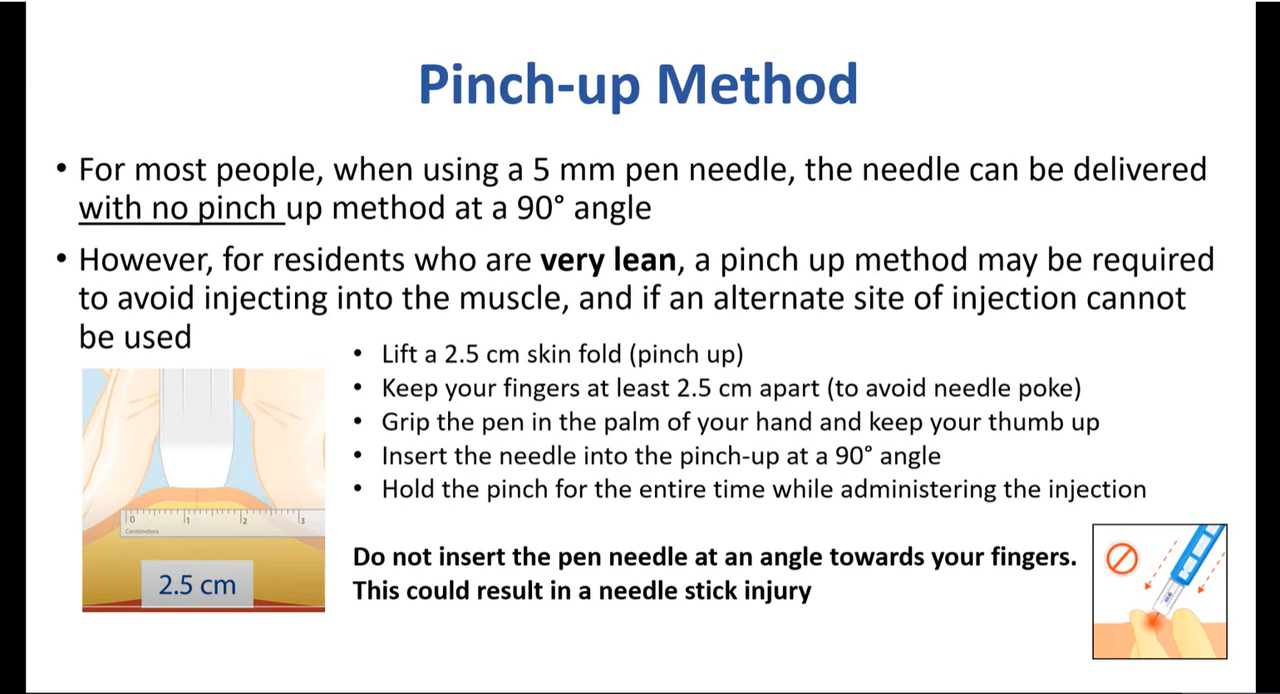 Pinch-up Method
• For most people, when using a 5 mm pen needle, the needle can be delivered
with no pinch up method at a 90° angle
• However, for residents who are very lean, a pinch up method may be required
to avoid injecting into the muscle, and if an alternate site of injection cannot
be used
• Lift a 2.5 cm skin fold (pinch up)
• Keep your fingers at least 2.5 cm apart (to avoid needle poke)
• Grip the pen in the palm of your hand and keep your thumb up
• Insert the needle into the pinch-up at a 90° angle
• Hold the pinch for the entire time while administering the injection
0 1 2 3
Centimeters
2.5 cm
Do not insert the pen needle at an angle towards your fingers.
This could result in a needle stick injury